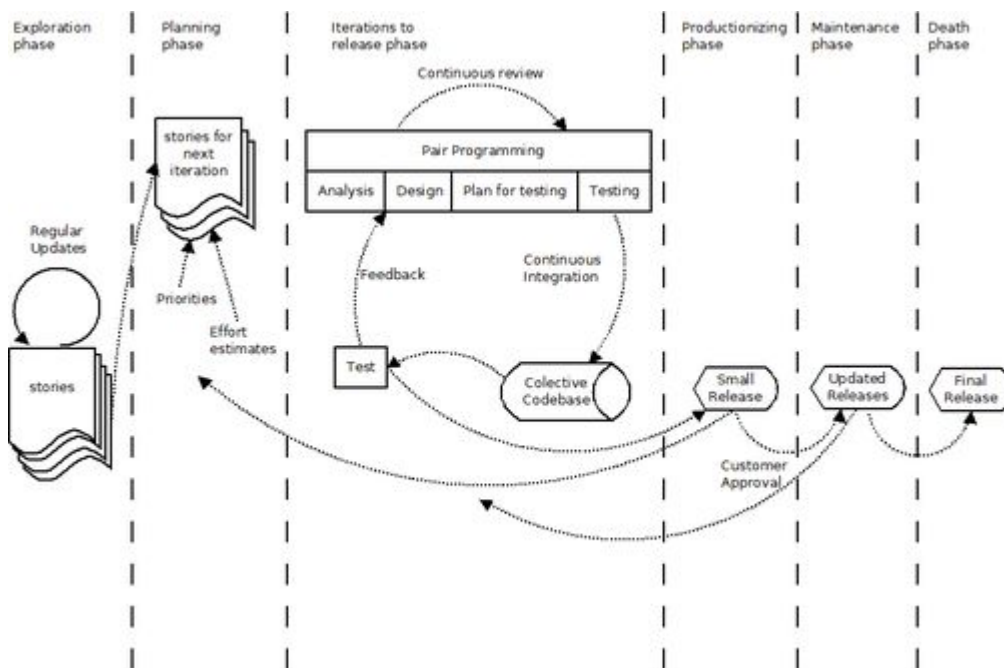 Exploration
phase
Planning
phase
Iterations to
release phase
Productionizing
phase
Maintenance
phase
Death
phase
Continuous review
stories for
next
iteration
Pair Programming
Analysis
Design
Plan for testing
Testing
Regular
Updates
Feedback
Continuous
Integration
Priorities
Effort
estimates
stories
Test
Colective
Codebase
Small
Release
Updated
Releases
Final
Release
Customer
Approval